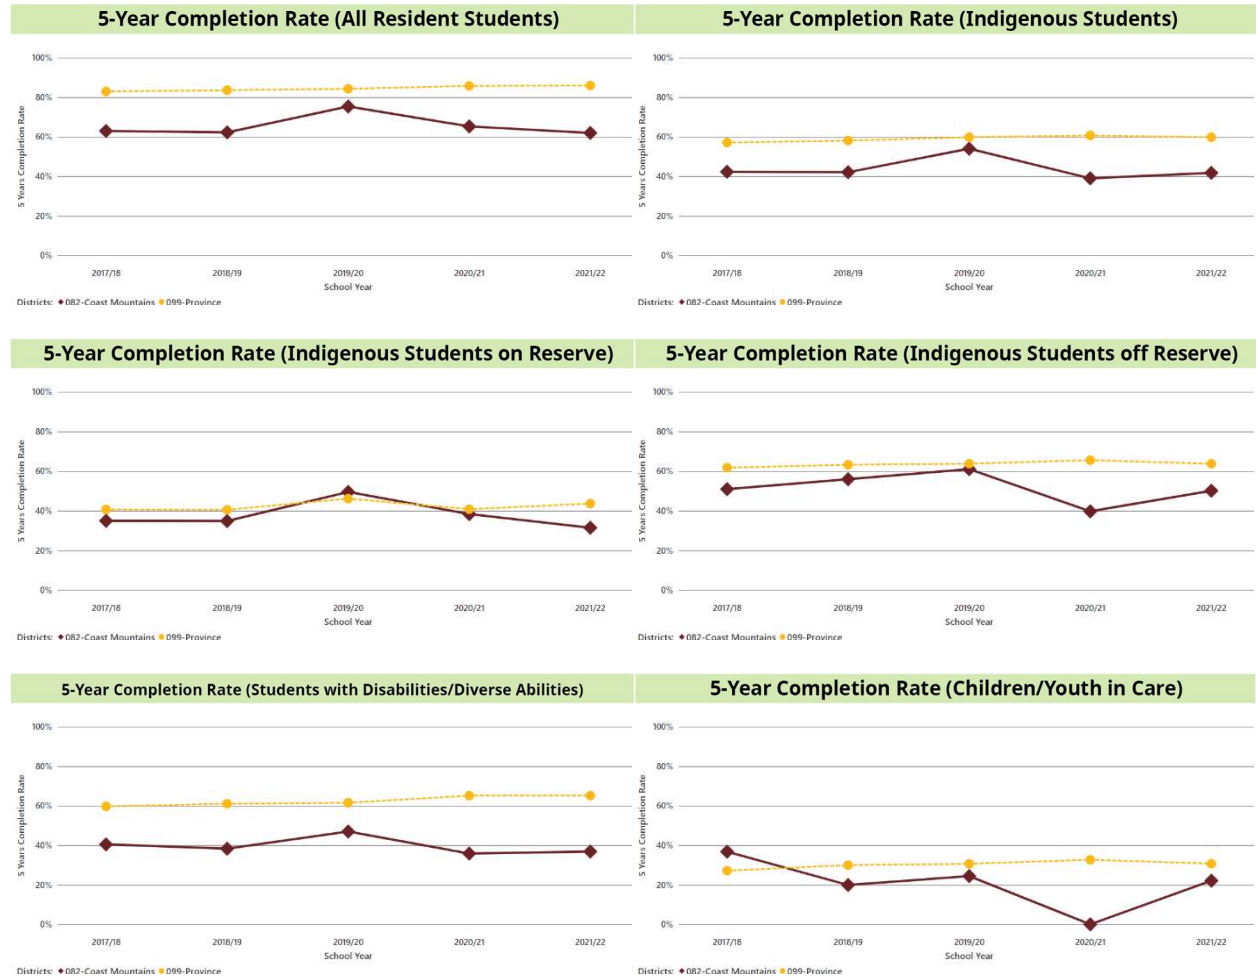 5-Year Completion Rate (All Resident Students)
100%
80%
60%
40%
20%
0%
5 Years Completion Rate
2017/18 2018/19 2019/20 2020/21 2021/22
School Year
Districts: 082-Coast Mountains 099-Province
5-Year Completion Rate (Indigenous Students)
100%
80%
60%
40%
20%
0%
5 Years Completion Rate
2017/18 2018/19 2019/20 2020/21 2021/22
School Year
Districts: 082-Coast Mountains 099-Province
5-Year Completion Rate (Indigenous Students on Reserve)
100%
80%
60%
40%
20%
0%
5 Years Completion Rate
2017/18 2018/19 2019/20 2020/21 2021/22
School Year
Districts: 082-Coast Mountains 099-Province
5-Year Completion Rate (Indigenous Students off Reserve)
100%
80%
60%
40%
20%
0%
5 Years Completion Rate
2017/18 2018/19 2019/20 2020/21 2021/22
School Year
Districts: 082-Coast Mountains 099-Province
5-Year Completion Rate (Students with Disabilities/Diverse Abilities)
100%
80%
60%
40%
20%
0%
5 Years Completion Rate
2017/18 2018/19 2019/20 2020/21 2021/22
School Year
Districts: 082-Coast Mountains 099-Province
5-Year Completion Rate (Children/Youth in Care)
100%
80%
60%
40%
20%
0%
5 Years Completion Rate
2017/18 2018/19 2019/20 2020/21 2021/22
School Year
Districts: 082-Coast Mountains 099-Province